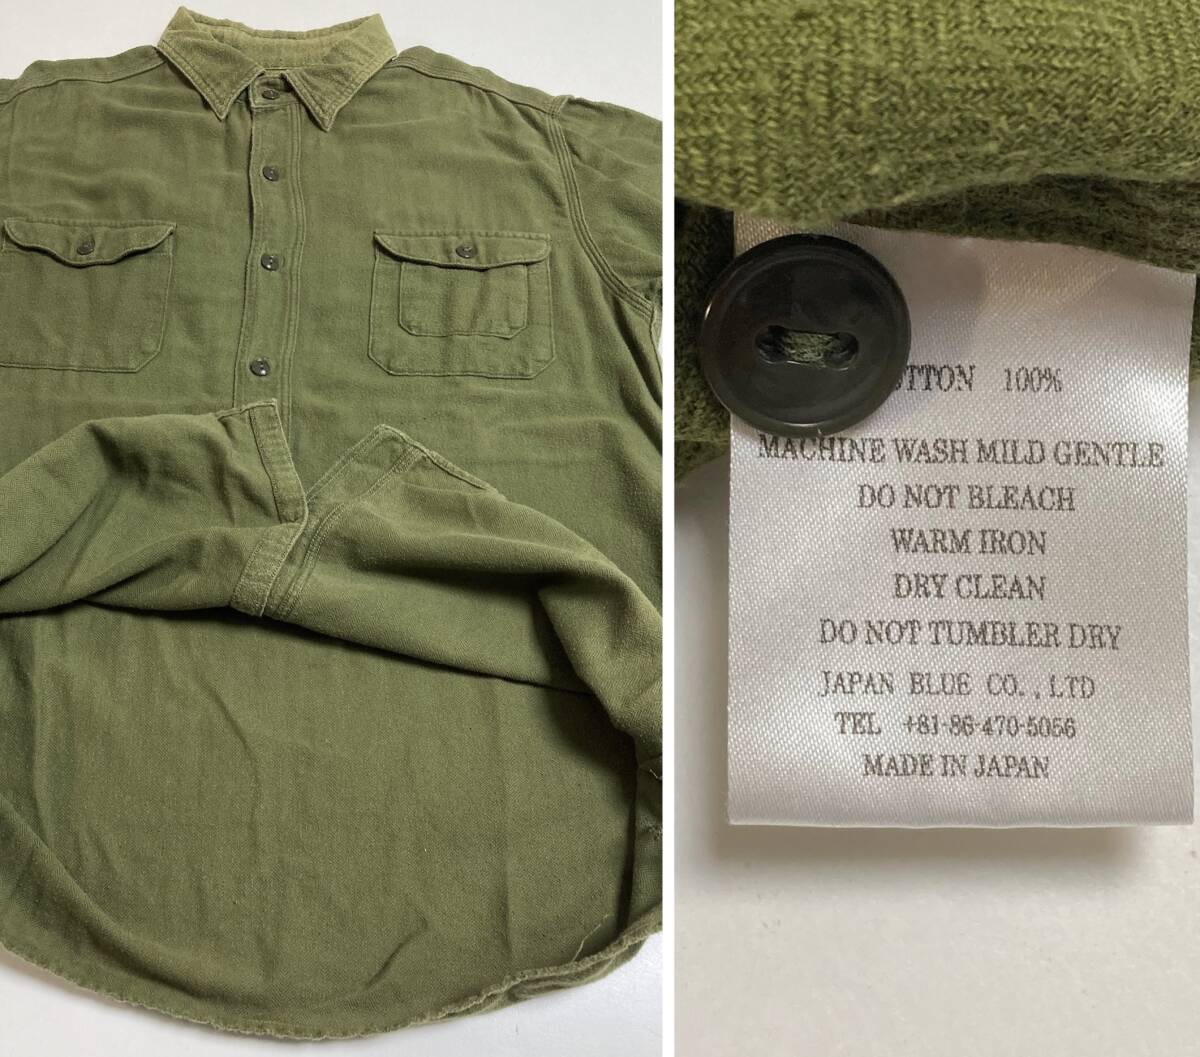 100%
MACHINE WASH MILD GENTLE
DO NOT BLEACH
WARM IRON
DRY CLEAN
DO NOT TUMBLER DRY
JAPAN BLUE CO., LTD
TEL +81-86-470-5056
MADE IN JAPAN